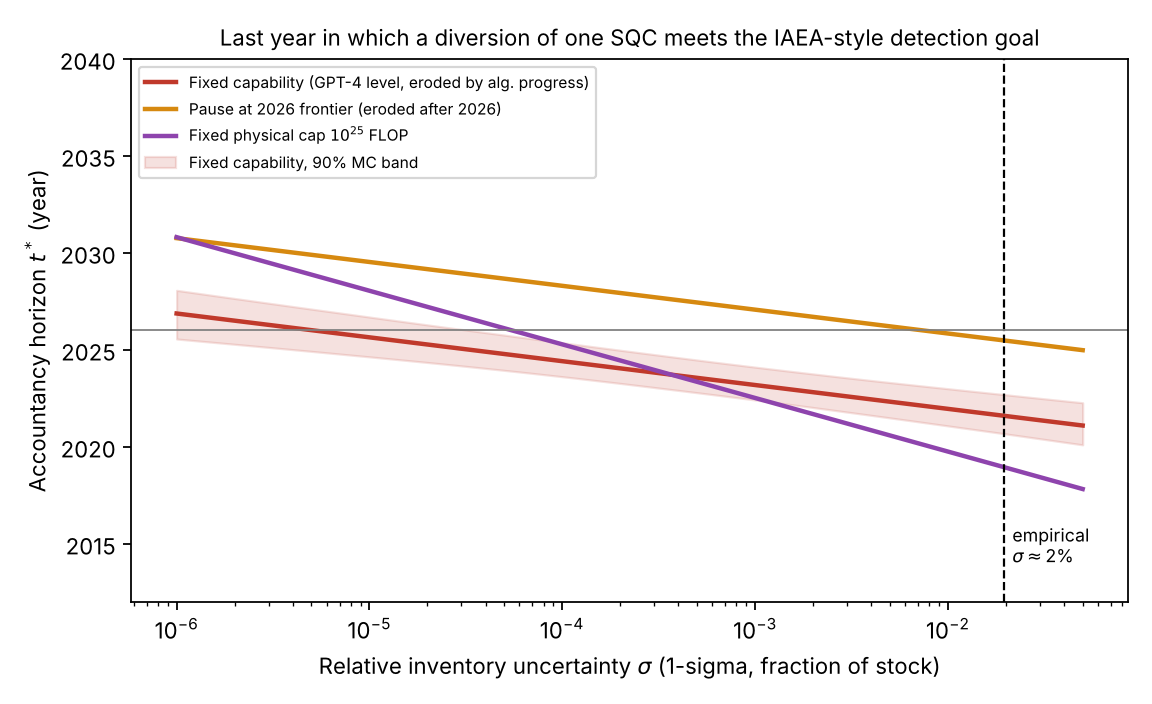 Last year in which a diversion of one SQC meets the IAEA-style detection goal
Fixed capability (GPT-4 level, eroded by alg. progress)
Pause at 2026 frontier (eroded after 2026)
Fixed physical cap 10²⁵ FLOP
Fixed capability, 90% MC band
Accountancy horizon t* (year)
2040
2035
2030
2025
2020
2015
empirical
σ ≈ 2%
10⁻⁶ 10⁻⁵ 10⁻⁴ 10⁻³ 10⁻²
Relative inventory uncertainty σ (1-sigma, fraction of stock)